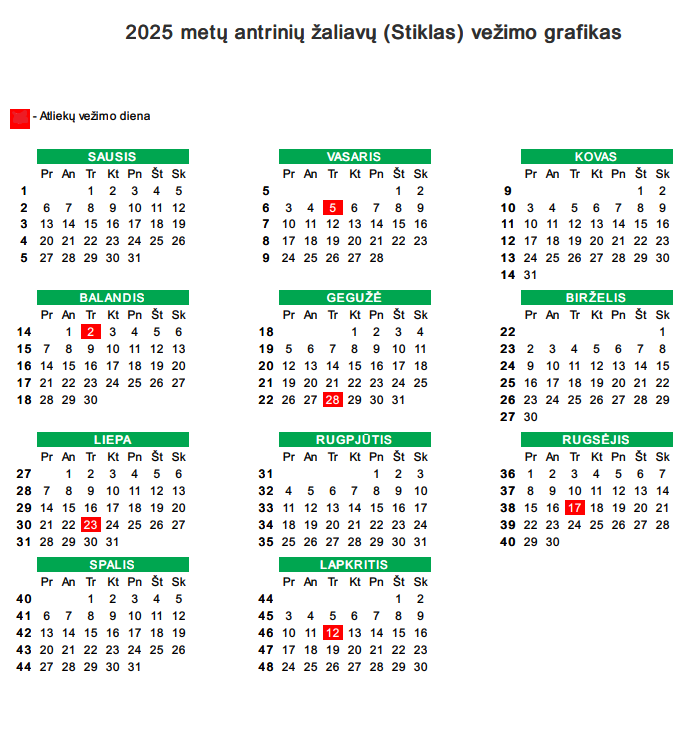 2025 metų antrinių žaliavų (Stiklas) vežimo grafikas
- Atliekų vežimo diena
SAUSIS
Pr An Tr Kt Pn Št Sk
1 1 2 3 4 5
2 6 7 8 9 10 11 12
3 13 14 15 16 17 18 19
4 20 21 22 23 24 25 26
5 27 28 29 30 31
VASARIS
Pr An Tr Kt Pn Št Sk
5 1 2
6 3 4 5 6 7 8 9
7 10 11 12 13 14 15 16
8 17 18 19 20 21 22 23
9 24 25 26 27 28
KOVAS
Pr An Tr Kt Pn Št Sk
9 1 2
10 3 4 5 6 7 8 9
11 10 11 12 13 14 15 16
12 17 18 19 20 21 22 23
13 24 25 26 27 28 29 30
14 31
BALANDIS
Pr An Tr Kt Pn Št Sk
14 1 2 3 4 5 6
15 7 8 9 10 11 12 13
16 14 15 16 17 18 19 20
17 21 22 23 24 25 26 27
18 28 29 30
GEGUŽĖ
Pr An Tr Kt Pn Št Sk
18 1 2 3 4
19 5 6 7 8 9 10 11
20 12 13 14 15 16 17 18
21 19 20 21 22 23 24 25
22 26 27 28 29 30 31
BIRŽELIS
Pr An Tr Kt Pn Št Sk
22 1
23 2 3 4 5 6 7 8
24 9 10 11 12 13 14 15
25 16 17 18 19 20 21 22
26 23 24 25 26 27 28 29
27 30
LIEPA
Pr An Tr Kt Pn Št Sk
27 1 2 3 4 5 6
28 7 8 9 10 11 12 13
29 14 15 16 17 18 19 20
30 21 22 23 24 25 26 27
31 28 29 30 31
RUGPJŪTIS
Pr An Tr Kt Pn Št Sk
31 1 2 3
32 4 5 6 7 8 9 10
33 11 12 13 14 15 16 17
34 18 19 20 21 22 23 24
35 25 26 27 28 29 30 31
RUGSĖJIS
Pr An Tr Kt Pn Št Sk
36 1 2 3 4 5 6 7
37 8 9 10 11 12 13 14
38 15 16 17 18 19 20 21
39 22 23 24 25 26 27 28
40 29 30
SPALIS
Pr An Tr Kt Pn Št Sk
40 1 2 3 4 5
41 6 7 8 9 10 11 12
42 13 14 15 16 17 18 19
43 20 21 22 23 24 25 26
44 27 28 29 30 31
LAPKRITIS
Pr An Tr Kt Pn Št Sk
44 1 2
45 3 4 5 6 7 8 9
46 10 11 12 13 14 15 16
47 17 18 19 20 21 22 23
48 24 25 26 27 28 29 30